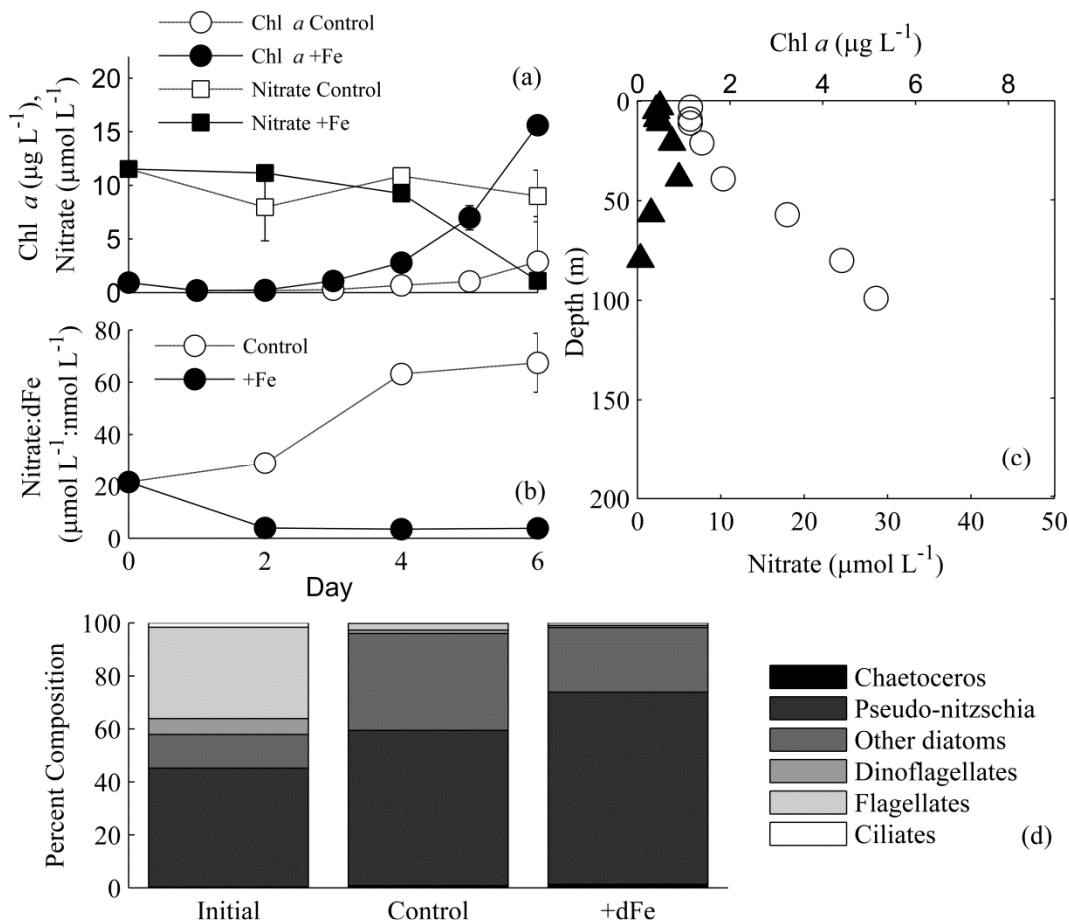 Chl a Control
Chl a +Fe
Nitrate Control
Nitrate +Fe
(a)
20
15
10
5
0
Chl a (µg L⁻¹),
Nitrate (µmol L⁻¹)
Control
+Fe
(b)
80
60
40
20
0
Nitrate:dFe
(µmol L⁻¹:nmol L⁻¹)
0 2 4 6
Day
Chl a (µg L⁻¹)
0 2 4 6 8
0
50
100
150
200
Depth (m)
(c)
0 10 20 30 40 50
Nitrate (µmol L⁻¹)
100
80
60
40
20
0
Percent Composition
Initial Control +dFe
Chaetoceros
Pseudo-nitzschia
Other diatoms
Dinoflagellates
Flagellates
Ciliates
(d)